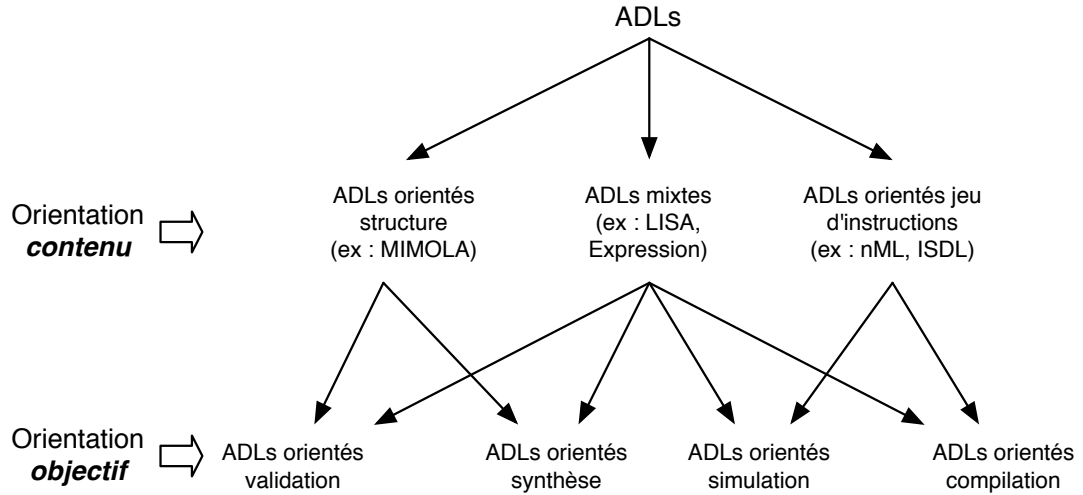 ADLs
Orientation
contenu
ADLs orientés
structure
(ex : MIMOLA)
ADLs mixtes
(ex : LISA,
Expression)
ADLs orientés jeu
d'instructions
(ex : nML, ISDL)
Orientation
objectif
ADLs orientés
validation
ADLs orientés
synthèse
ADLs orientés
simulation
ADLs orientés
compilation